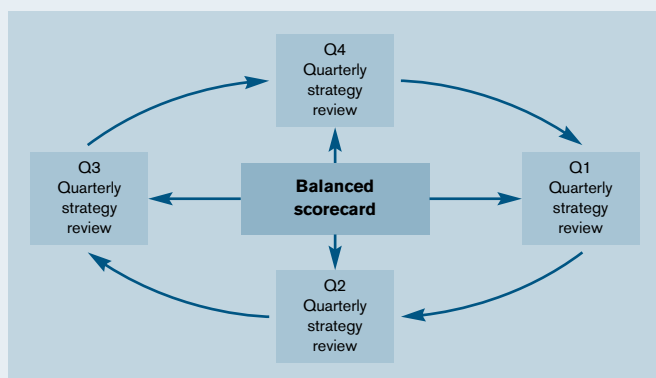 Q4
Quarterly
strategy
review
Q3
Quarterly
strategy
review
Balanced
scorecard
Q1
Quarterly
strategy
review
Q2
Quarterly
strategy
review